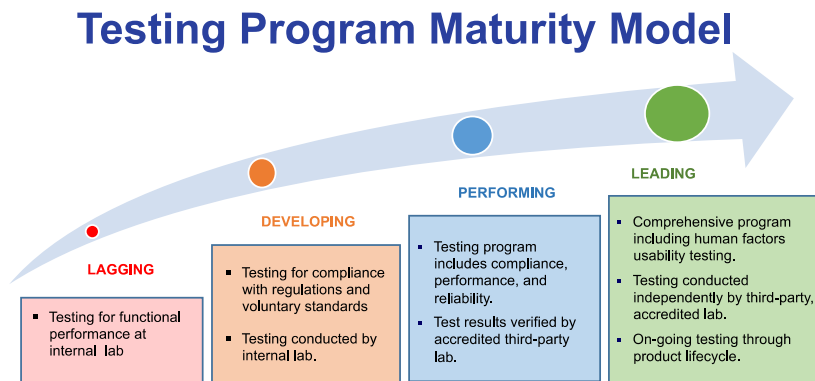 Testing Program Maturity Model
LAGGING
▪ Testing for functional
performance at
internal lab
DEVELOPING
▪ Testing for compliance
with regulations and
voluntary standards
▪ Testing conducted by
internal lab.
PERFORMING
▪ Testing program
includes compliance,
performance, and
reliability.
▪ Test results verified by
accredited third-party
lab.
LEADING
▪ Comprehensive program
including human factors
usability testing.
▪ Testing conducted
independently by third-party,
accredited lab.
▪ On-going testing through
product lifecycle.